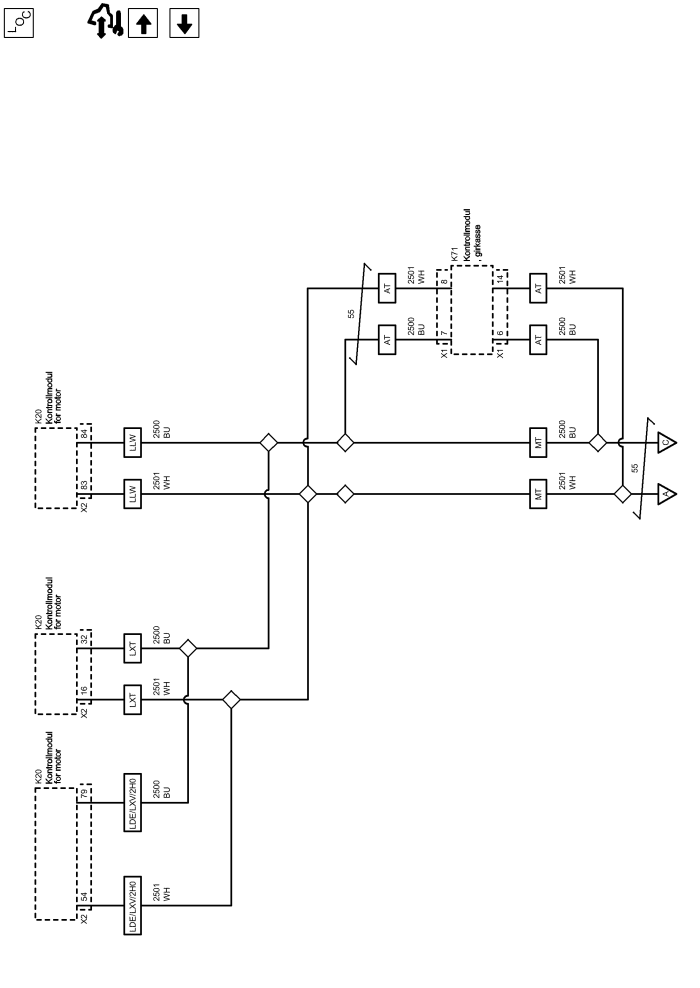 LOC
K71
Kontrollmodul
, girkasse
X1
7
8
X1
6
14
AT
2500
BU
AT
2501
WH
AT
2500
BU
AT
2501
WH
55
K20
Kontrollmodul
for motor
X2
83
84
LLW
2501
WH
LLW
2500
BU
MT
2501
WH
MT
2500
BU
55
A
C
K20
Kontrollmodul
for motor
X2
16
32
LXT
2501
WH
LXT
2500
BU
K20
Kontrollmodul
for motor
X2
54
79
LDE/LXV/2H0
2501
WH
LDE/LXV/2H0
2500
BU